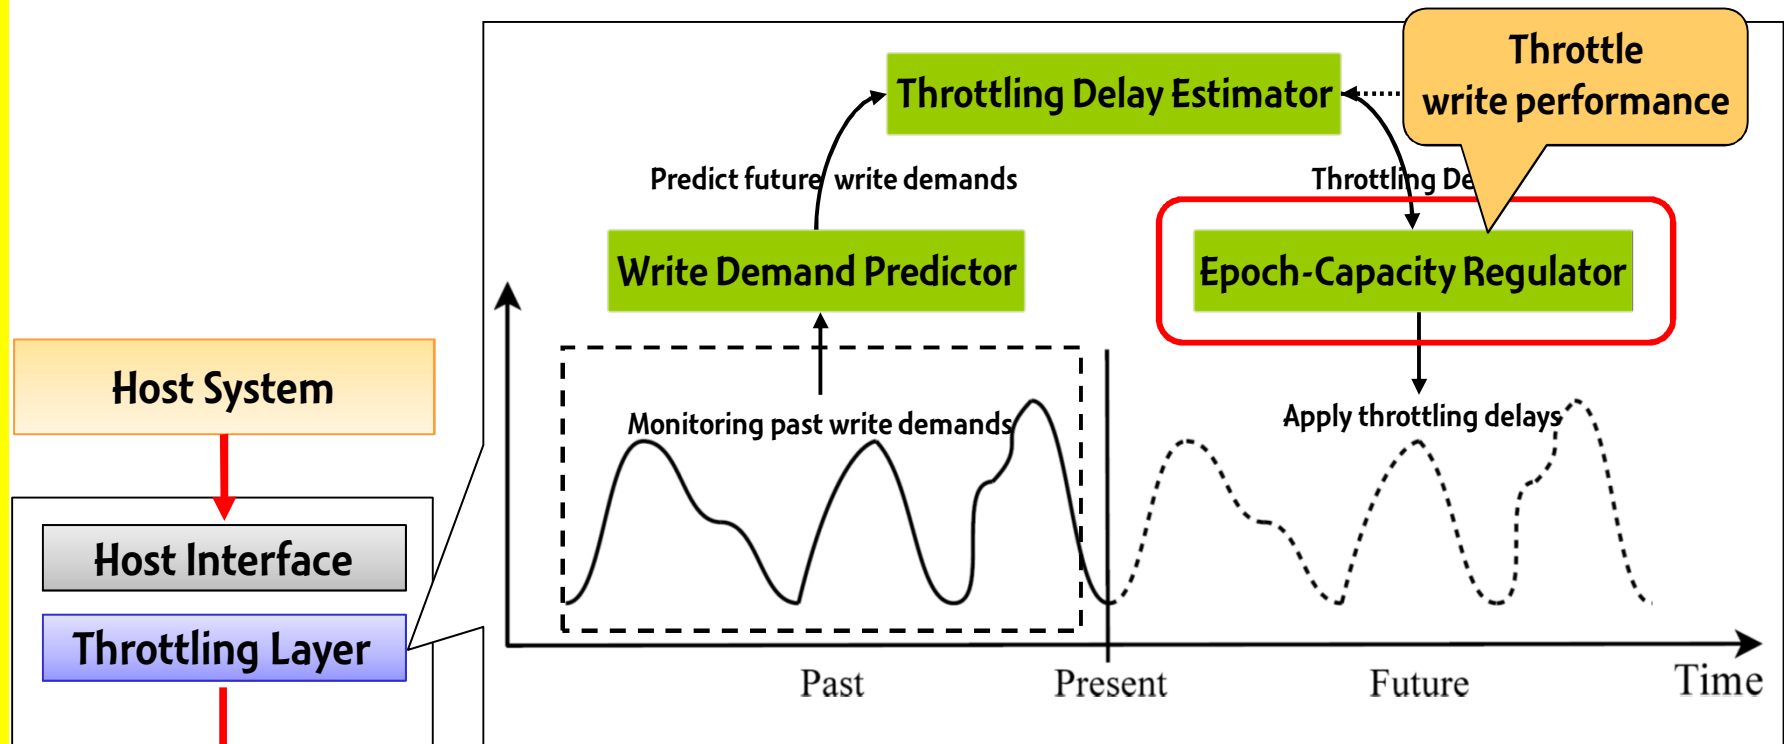 Throttle
write performance
Throttling Delay Estimator
Predict future write demands
Throttling
Write Demand Predictor
Epoch-Capacity Regulator
Host System
Monitoring past write demands
Apply throttling delays
Host Interface
Throttling Layer
Past
Present
Future
Time